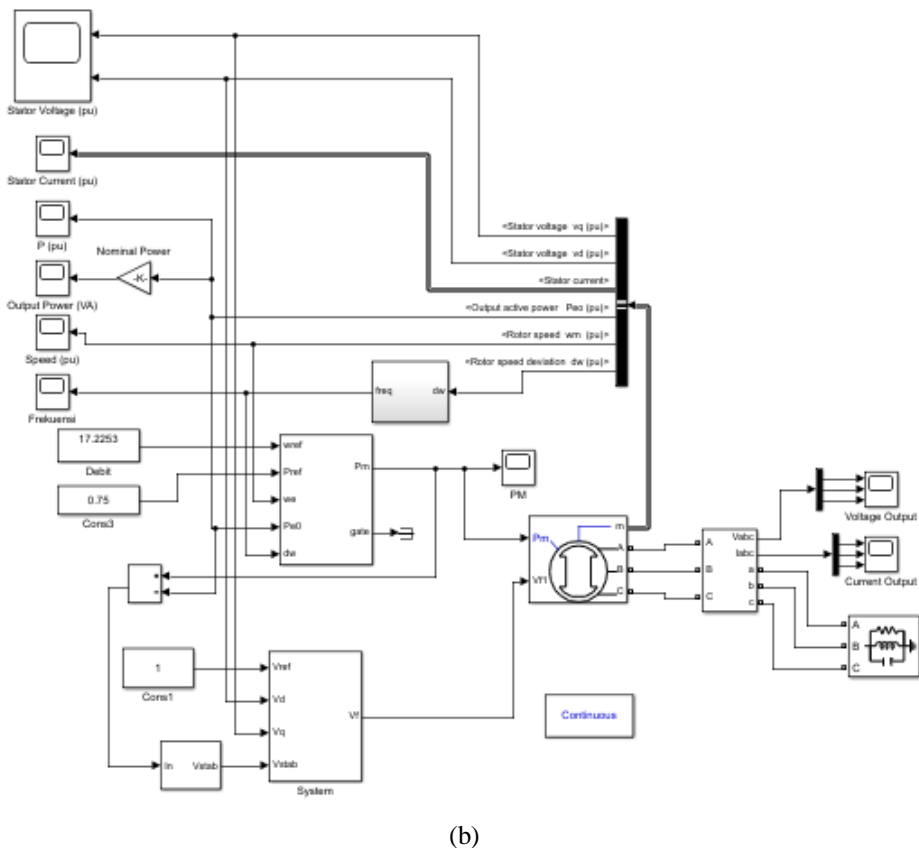 Stator Voltage (pu)
Stator Current (pu)
P (pu)
Nominal Power
-K-
Output Power (VA)
Speed (pu)
Frekuensi
<Stator voltage vq (pu)>
<Stator voltage vd (pu)>
<Stator current>
<Output active power Peo (pu)>
<Rotor speed wm (pu)>
<Rotor speed deviation dw (pu)>
freq
dw
17.2253
Debit
0.75
Cons3
wref
Pref
we
Pe0
dw
Pm
gate
PM
Pm
Vf1
m
A
B
C
A
B
C
Vabc
Iabc
a
b
c
Voltage Output
Current Output
A
B
C
1
Cons1
Vref
Vd
Vq
Vstab
Vf
System
In
Vstab
Continuous
(b)